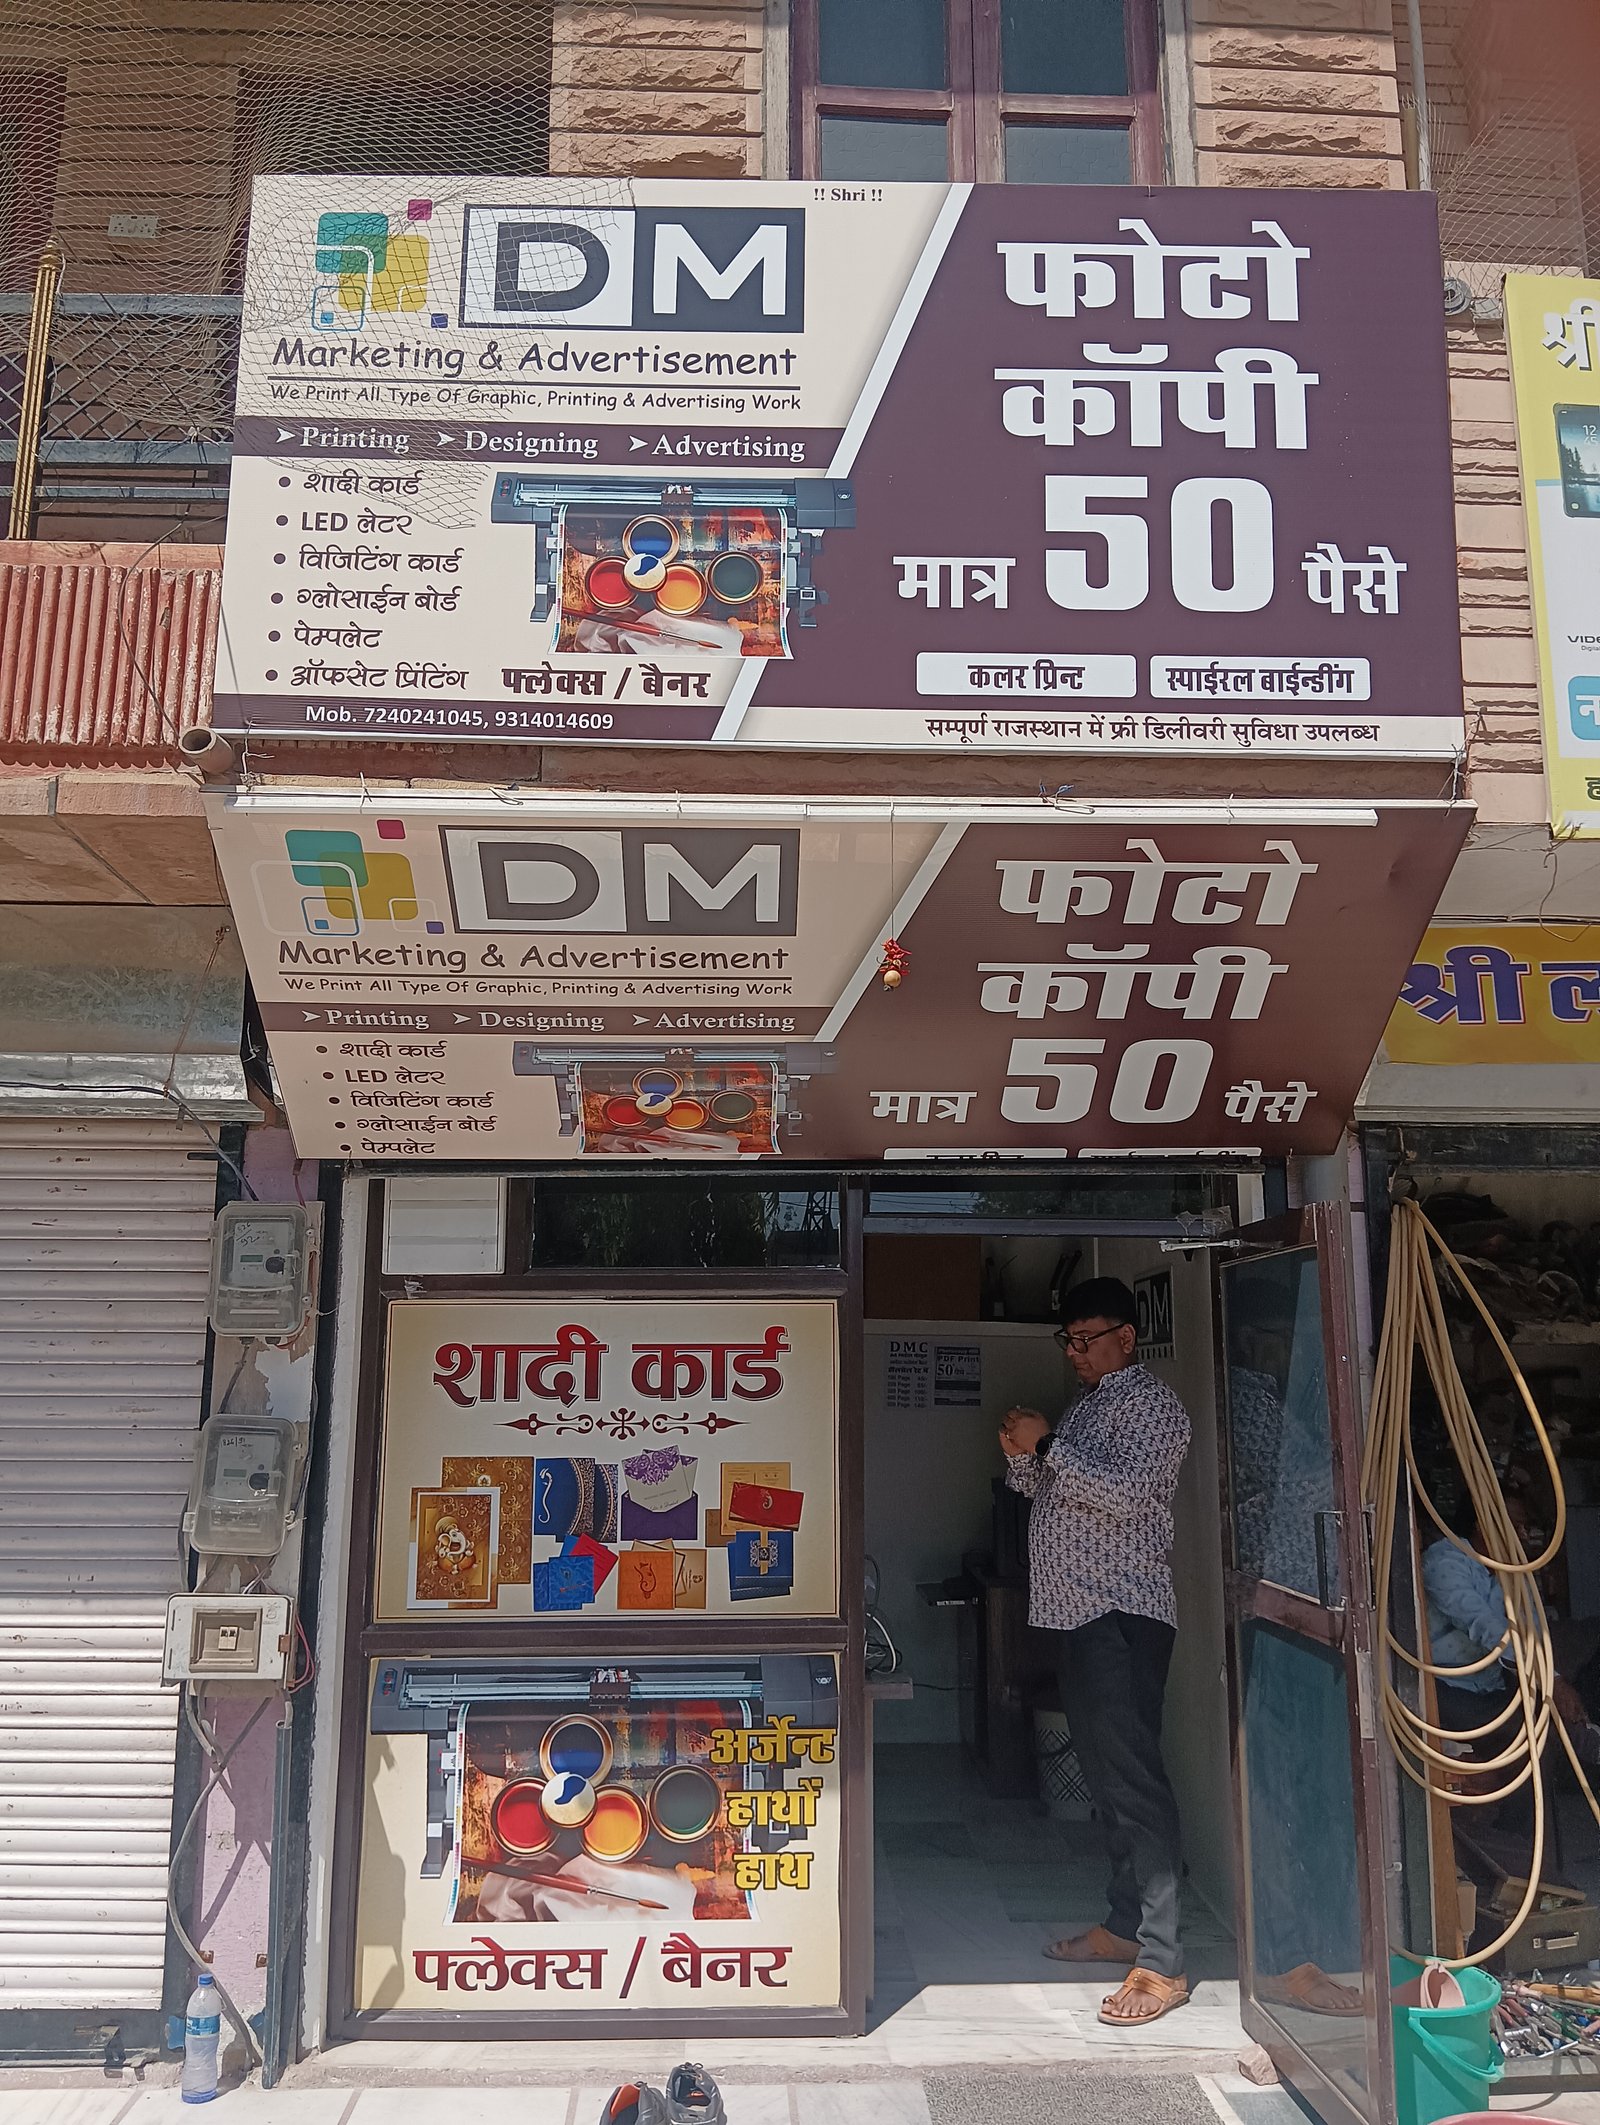 !! Shri !!
DM
Marketing & Advertisement
We Print All Type Of Graphic, Printing & Advertising Work
➤Printing ➤Designing ➤Advertising
• शादी कार्ड
• LED लेटर
• विजिटिंग कार्ड
• ग्लोसाईन बोर्ड
• पेम्पलेट
• ऑफसेट प्रिंटिंग
फ्लेक्स / बैनर
Mob. 7240241045, 9314014609
फोटो
कॉपी
मात्र 50 पैसे
कलर प्रिन्ट
स्पाईरल बाईन्डींग
सम्पूर्ण राजस्थान में फ्री डिलीवरी सुविधा उपलब्ध
DM
Marketing & Advertisement
We Print All Type Of Graphic, Printing & Advertising Work
➤Printing ➤Designing ➤Advertising
• शादी कार्ड
• LED लेटर
• विजिटिंग कार्ड
• ग्लोसाईन बोर्ड
• पेम्पलेट
फोटो
कॉपी
मात्र 50 पैसे
श्री
श्री
शादी कार्ड
अर्जेन्ट
हाथों
हाथ
फ्लेक्स / बैनर
DM
DMC
PDF Print
50